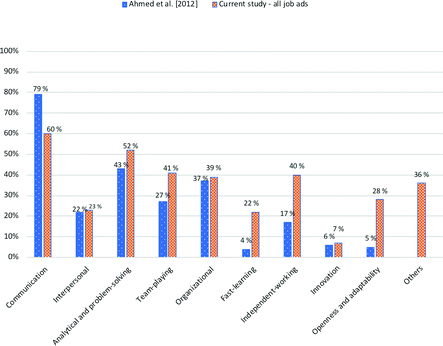 Ahmed et al. [2012] Current study - all job ads
100%
90%
80%
70%
60%
50%
40%
30%
20%
10%
0%
79 % 60 %
22 % 23 %
43 % 52 %
27 % 41 %
37 % 39 %
4 % 22 %
17 % 40 %
6 % 7 %
5 % 28 %
36 %
Communication
Interpersonal
Analytical and problem-solving
Team-playing
Organizational
Fast-learning
Independent-working
Innovation
Openness and adaptability
Others